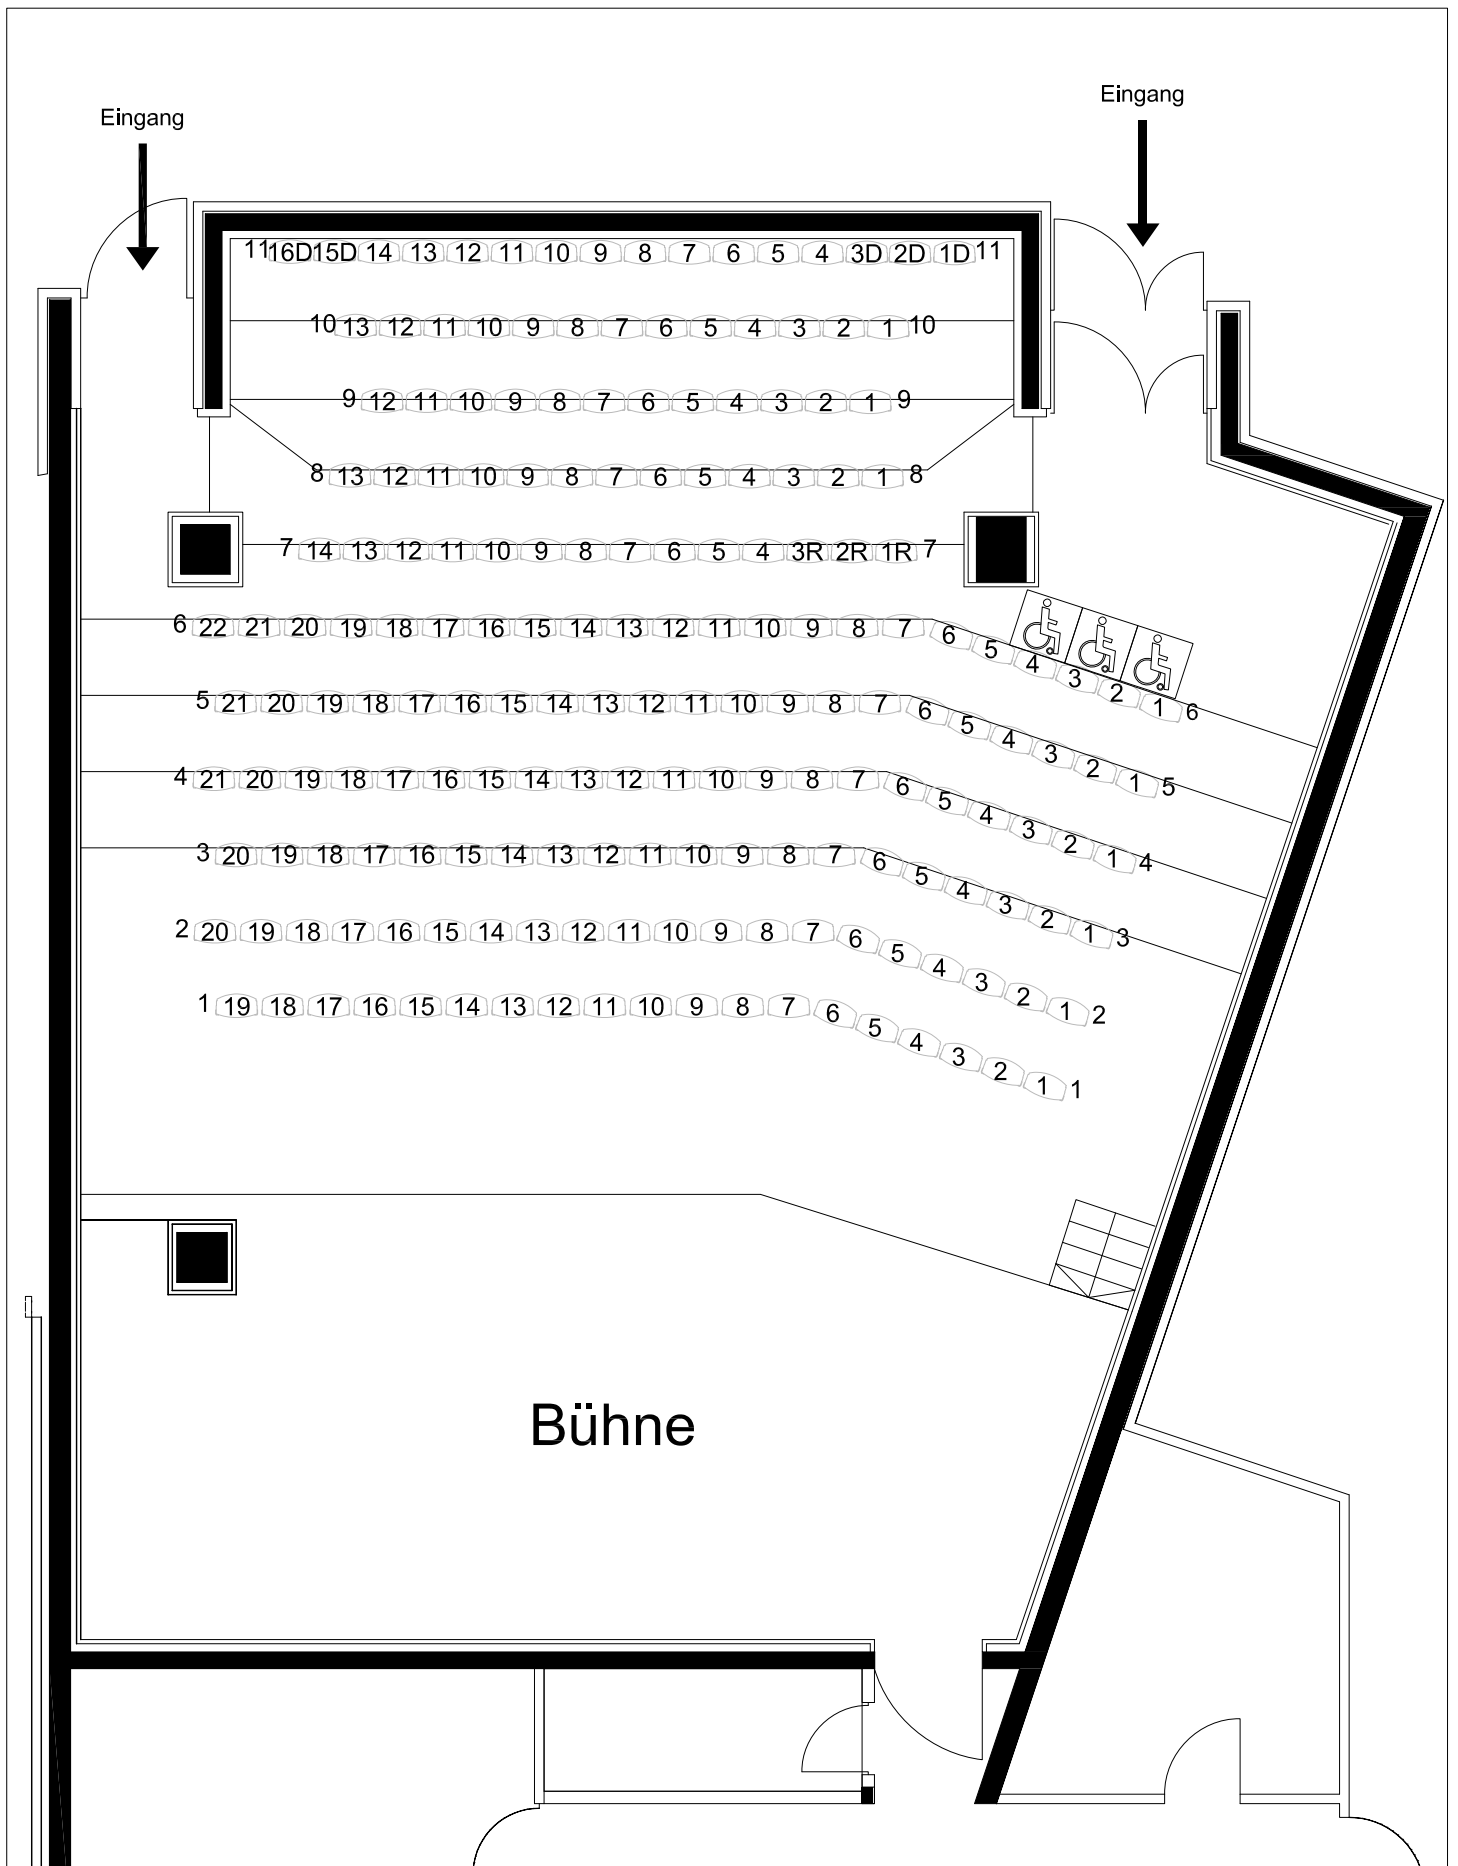 Eingang
Eingang
11 16D 15D 14 13 12 11 10 9 8 7 6 5 4 3D 2D 1D 11
10 13 12 11 10 9 8 7 6 5 4 3 2 1 10
9 12 11 10 9 8 7 6 5 4 3 2 1 9
8 13 12 11 10 9 8 7 6 5 4 3 2 1 8
7 14 13 12 11 10 9 8 7 6 5 4 3R 2R 1R 7
6 22 21 20 19 18 17 16 15 14 13 12 11 10 9 8 7 6 5 4 3 2 1 6
5 21 20 19 18 17 16 15 14 13 12 11 10 9 8 7 6 5 4 3 2 1 5
4 21 20 19 18 17 16 15 14 13 12 11 10 9 8 7 6 5 4 3 2 1 4
3 20 19 18 17 16 15 14 13 12 11 10 9 8 7 6 5 4 3 2 1 3
2 20 19 18 17 16 15 14 13 12 11 10 9 8 7 6 5 4 3 2 1 2
1 19 18 17 16 15 14 13 12 11 10 9 8 7 6 5 4 3 2 1 1
Bühne